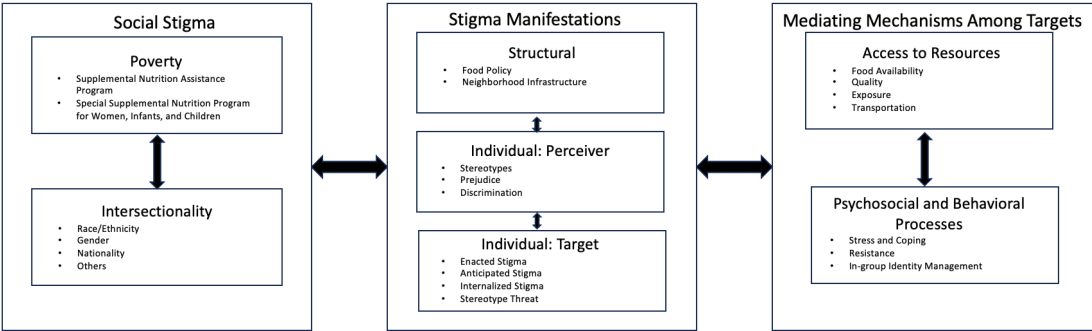 Social Stigma
Poverty
• Supplemental Nutrition Assistance
Program
• Special Supplemental Nutrition Program
for Women, Infants, and Children
Intersectionality
• Race/Ethnicity
• Gender
• Nationality
• Others
Stigma Manifestations
Structural
• Food Policy
• Neighborhood Infrastructure
Individual: Perceiver
• Stereotypes
• Prejudice
• Discrimination
Individual: Target
• Enacted Stigma
• Anticipated Stigma
• Internalized Stigma
• Stereotype Threat
Mediating Mechanisms Among Targets
Access to Resources
• Food Availability
• Quality
• Exposure
• Transportation
Psychosocial and Behavioral
Processes
• Stress and Coping
• Resistance
• In-group Identity Management